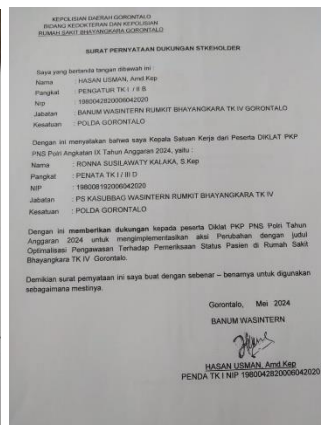 KEPOLISIAN DAERAH GORONTALO
BIDANG KEDOKTERAN DAN KEPOLISIAN
RUMAH SAKIT BHAYANGKARA GORONTALO
SURAT PERNYATAAN DUKUNGAN STKEHOLDER
Saya yang bertanda tangan dibawah ini :
Nama : HASAN USMAN, Amd Kep
Pangkat : PENGATUR TK I / II B
Nip : 1980042820006042020
Jabatan : BANUM WASINTERN RUMKIT BHAYANGKARA TK IV GORONTALO
Kesatuan : POLDA GORONTALO
Dengan ini menyatakan bahwa saya Kepala Satuan Kerja dari Peserta DIKLAT PKP
PNS Polri Angkatan IX Tahun Anggaran 2024, yaitu :
Nama : RONNA SUSILAWATY KALAKA, S.Kep
Pangkat : PENATA TK I / III D
NIP : 198008192006042020
Jabatan : PS KASUBBAG WASINTERN RUMKIT BHAYANGKARA TK IV
Kesatuan : POLDA GORONTALO
Dengan ini memberikan dukungan kepada peserta Diklat PKP PNS Polri Tahun
Anggaran 2024 untuk mengimplementasikan aksi Perubahan dengan judul
Optimalisasi Pengawasan Terhadap Pemeriksaan Status Pasien di Rumah Sakit
Bhayangkara TK IV Gorontalo.
Demikian surat pernyataan ini saya buat dengan sebenar – benarnya untuk digunakan
sebagaimana mestinya.
Gorontalo, Mei 2024
BANUM WASINTERN
HASAN USMAN, Amd Kep
PENDA TK I NIP 1980042820006042020